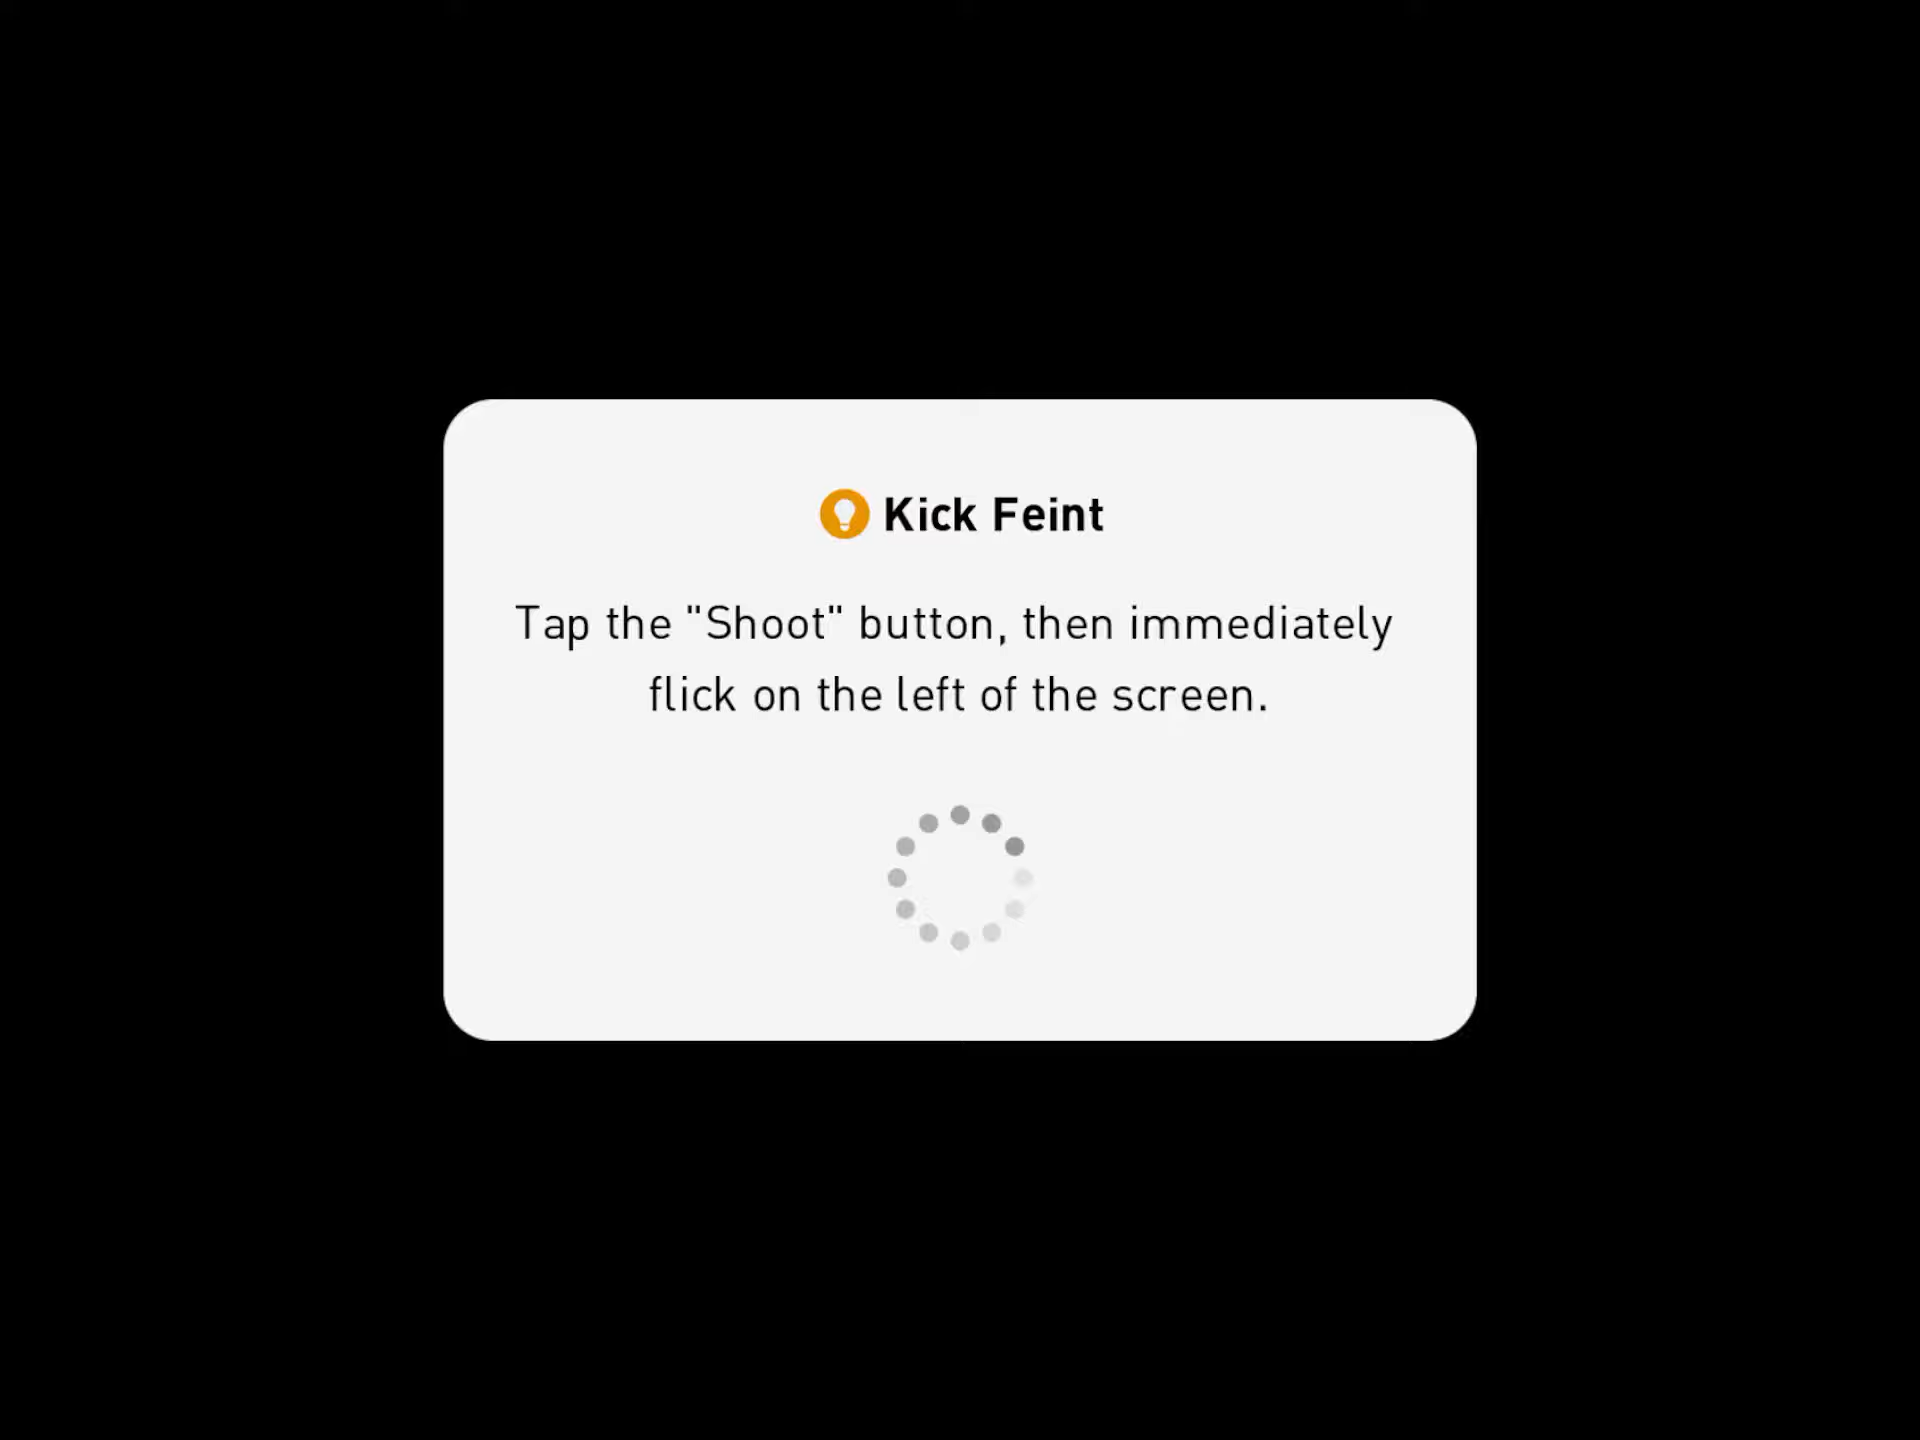 Kick Feint
Tap the "Shoot" button, then immediately
flick on the left of the screen.